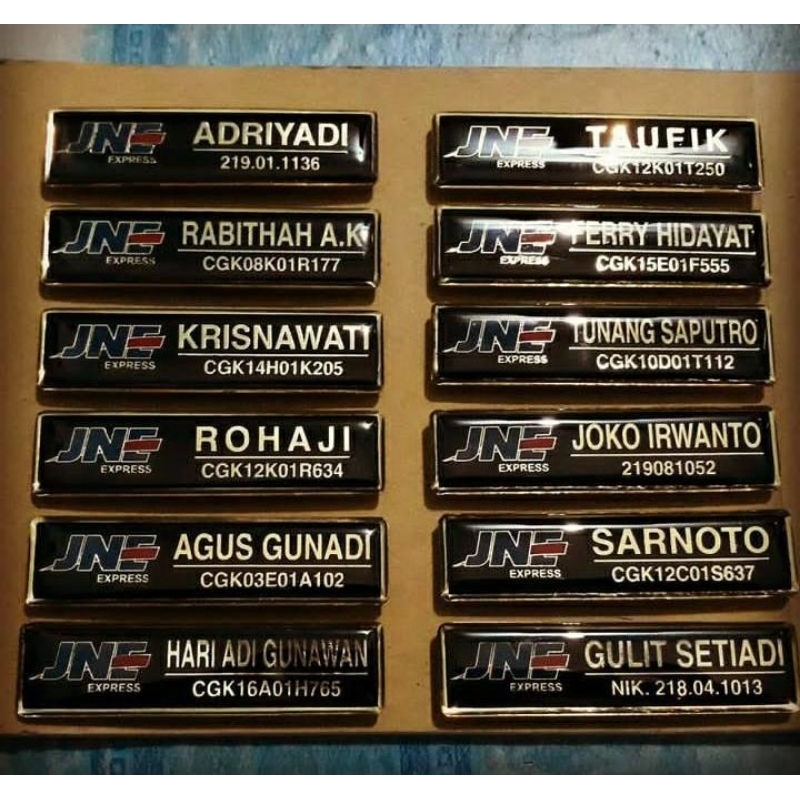 JNE EXPRESS
ADRIYADI
219.01.1136
JNE EXPRESS
RABITHAH A.K
CGK08K01R177
JNE EXPRESS
KRISNAWATI
CGK14H01K205
JNE EXPRESS
ROHAJI
CGK12K01R634
JNE EXPRESS
AGUS GUNADI
CGK03E01A102
JNE EXPRESS
HARI ADI GUNAWAN
CGK16A01H765
JNE EXPRESS
TAUFIK
CGK12K01T250
JNE EXPRESS
FERRY HIDAYAT
CGK15E01F555
JNE EXPRESS
TUNANG SAPUTRO
CGK10D01T112
JNE EXPRESS
JOKO IRWANTO
219081052
JNE EXPRESS
SARNOTO
CGK12C01S637
JNE EXPRESS
GULIT SETIADI
NIK. 218.04.1013